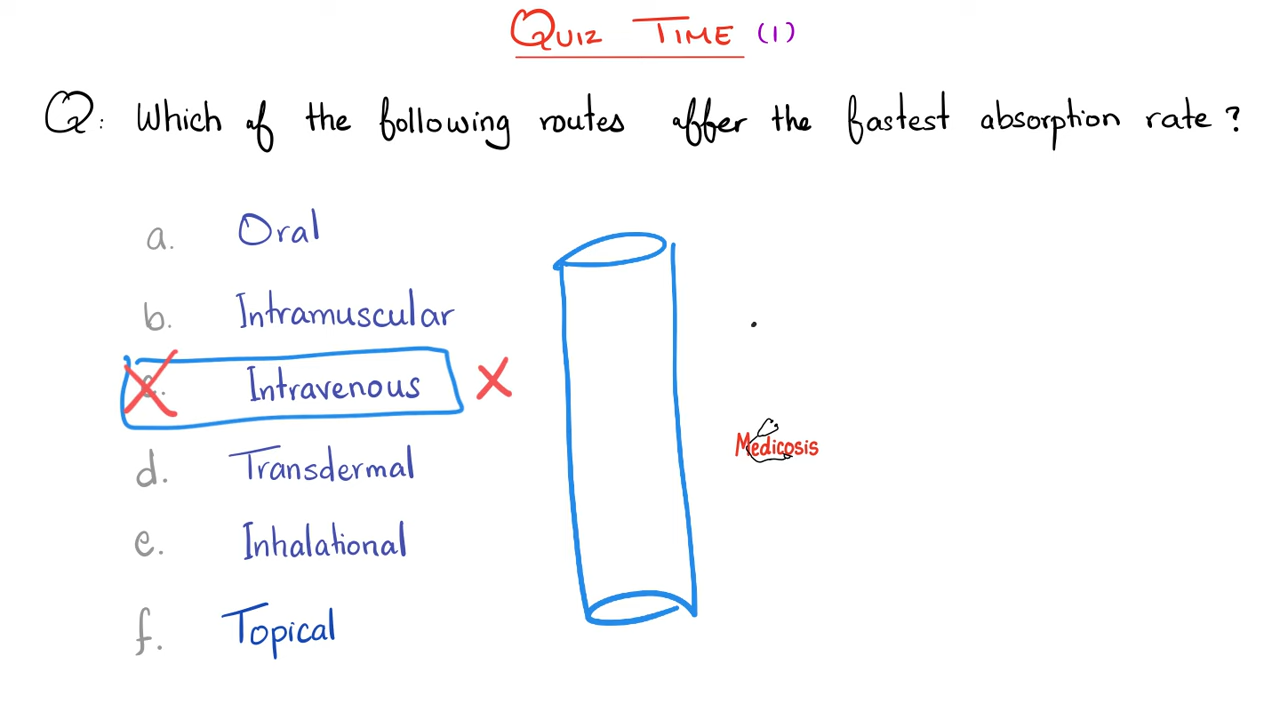 QUIZ TIME (1)
Q: Which of the following routes offer the fastest absorption rate?
a. Oral
b. Intramuscular
c. Intravenous X
d. Transdermal
e. Inhalational
f. Topical
Medicosis